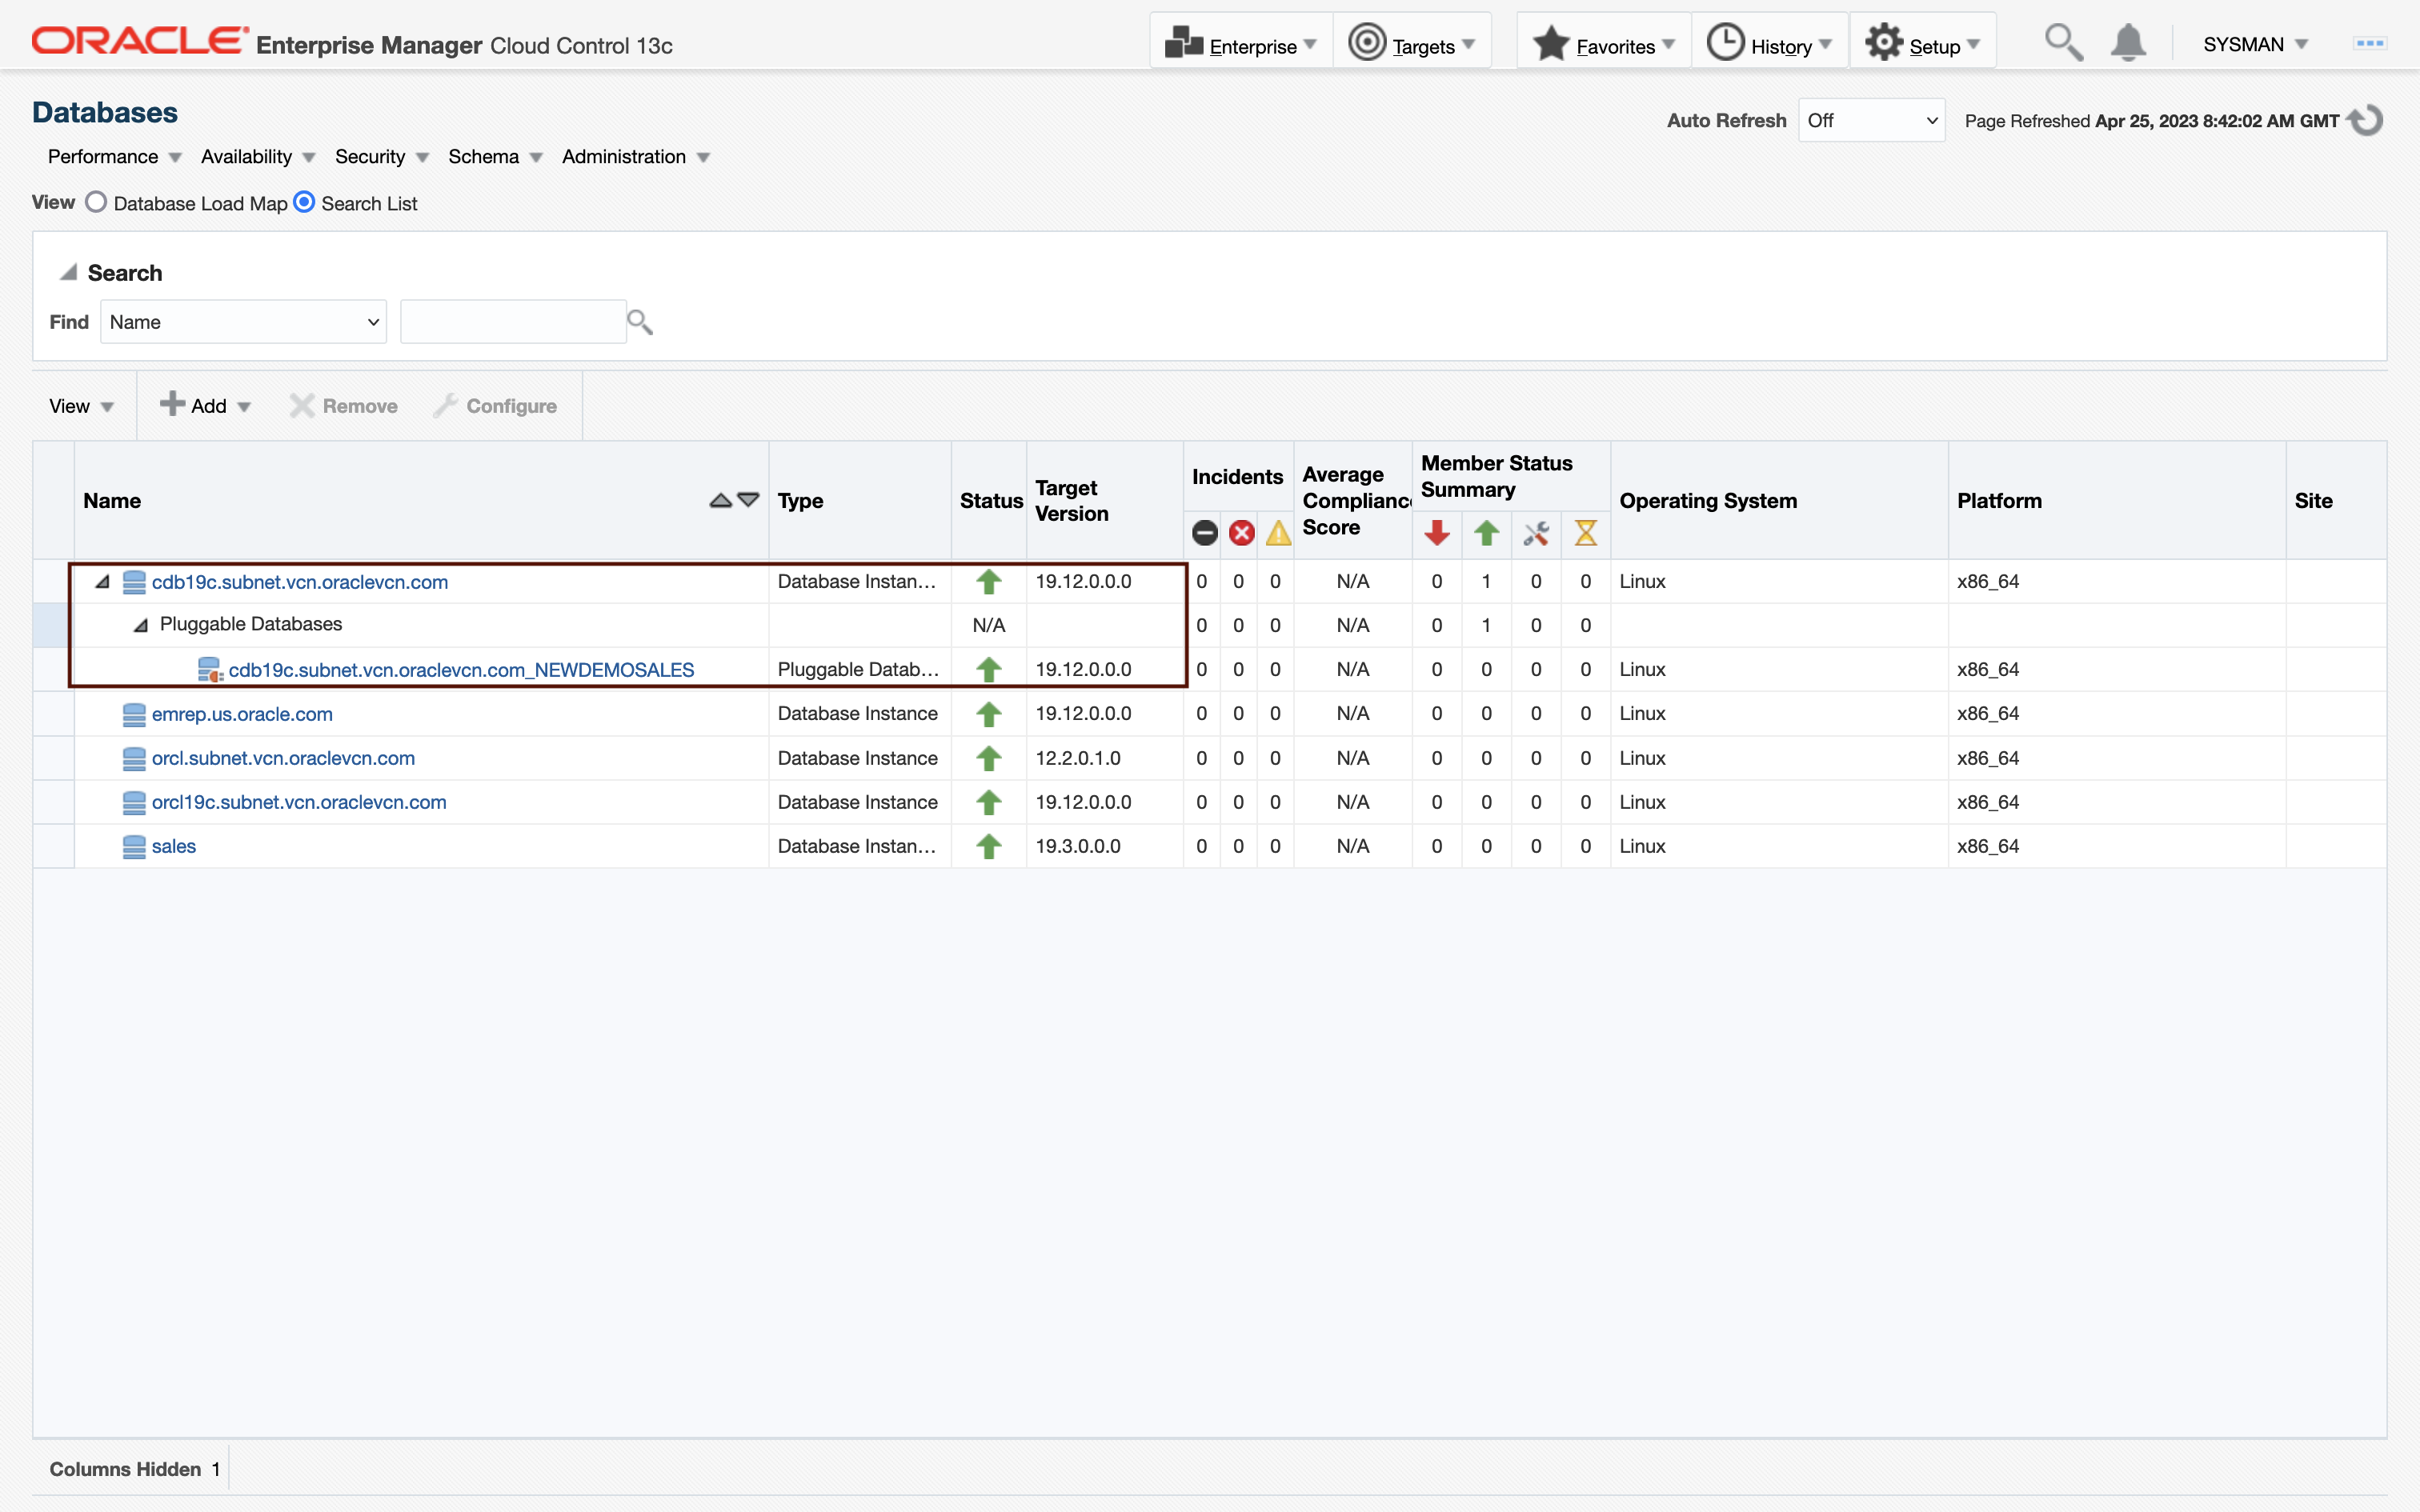 ORACLE Enterprise Manager Cloud Control 13c
Enterprise Targets Favorites History Setup SYSMAN
Databases
Auto Refresh Off Page Refreshed Apr 25, 2023 8:42:02 AM GMT
Performance Availability Security Schema Administration
View Database Load Map Search List
Search
Find Name
View Add Remove Configure
Name Type Status Target Version Incidents Average Compliance Score Member Status Summary Operating System Platform Site
cdb19c.subnet.vcn.oraclevcn.com Database Instan... 19.12.0.0.0 0 0 0 N/A 0 1 0 0 Linux x86_64
Pluggable Databases N/A 0 0 0 N/A 0 1 0 0
cdb19c.subnet.vcn.oraclevcn.com_NEWDEMOSALES Pluggable Datab... 19.12.0.0.0 0 0 0 N/A 0 0 0 0 Linux x86_64
emrep.us.oracle.com Database Instance 19.12.0.0.0 0 0 0 N/A 0 0 0 0 Linux x86_64
orcl.subnet.vcn.oraclevcn.com Database Instance 12.2.0.1.0 0 0 0 N/A 0 0 0 0 Linux x86_64
orcl19c.subnet.vcn.oraclevcn.com Database Instance 19.12.0.0.0 0 0 0 N/A 0 0 0 0 Linux x86_64
sales Database Instan... 19.3.0.0.0 0 0 0 N/A 0 0 0 0 Linux x86_64
Columns Hidden 1